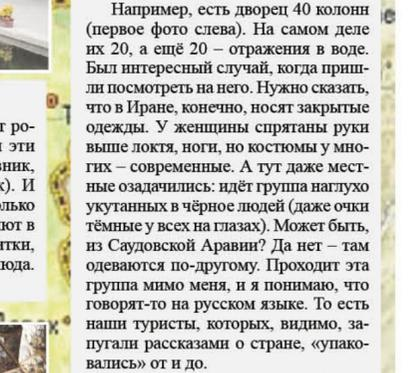 Например, есть дворец 40 колонн
(первое фото слева). На самом деле
их 20, а ещё 20 – отражения в воде.
Был интересный случай, когда приш-
ли посмотреть на него. Нужно сказать,
что в Иране, конечно, носят закрытые
одежды. У женщины спрятаны руки
выше локтя, ноги, но костюмы у мно-
гих – современные. А тут даже мест-
ные озадачились: идёт группа наглухо
укутанных в чёрное людей (даже очки
тёмные у всех на глазах). Может быть,
из Саудовской Аравии? Да нет – там
одеваются по-другому. Проходит эта
группа мимо меня, и я понимаю, что
говорят-то на русском языке. То есть
наши туристы, которых, видимо, за-
пугали рассказами о стране, «упако-
вались» от и до.